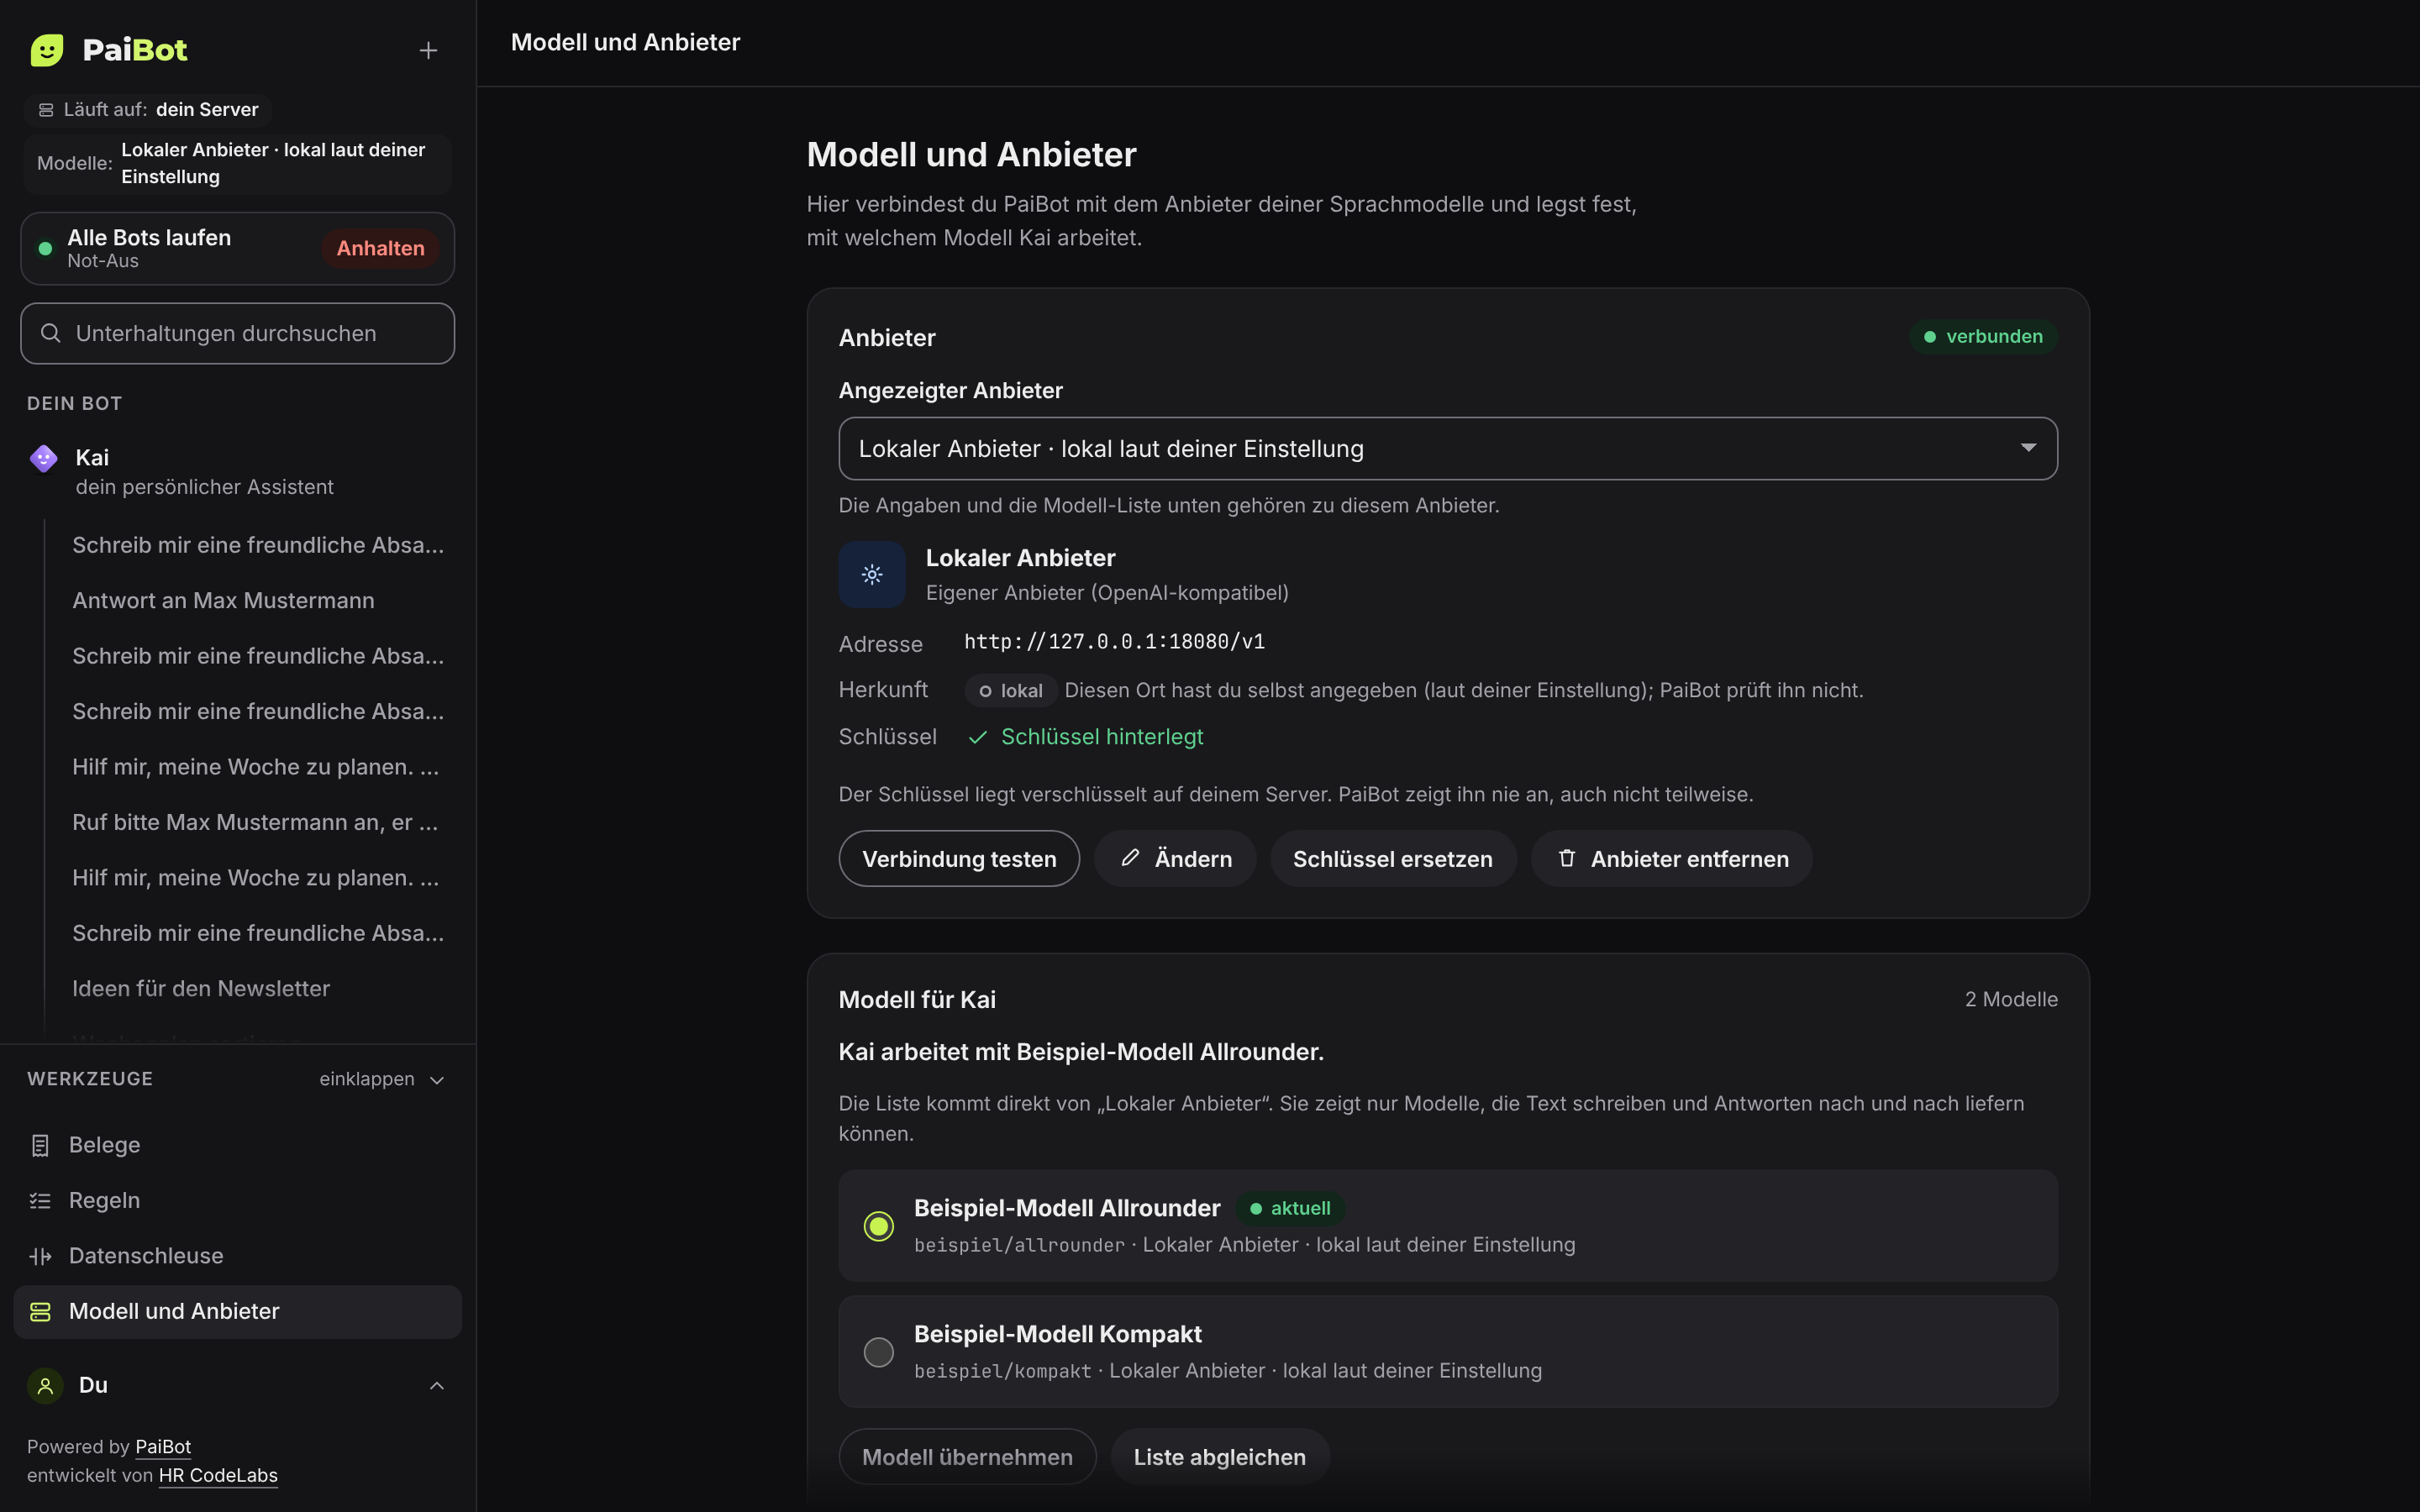 PaiBot
Läuft auf: dein Server
Modelle: Lokaler Anbieter · lokal laut deiner
Einstellung
Alle Bots laufen
Not-Aus
Anhalten
Unterhaltungen durchsuchen
DEIN BOT
Kai
dein persönlicher Assistent
Schreib mir eine freundliche Absa...
Antwort an Max Mustermann
Schreib mir eine freundliche Absa...
Schreib mir eine freundliche Absa...
Hilf mir, meine Woche zu planen. ...
Ruf bitte Max Mustermann an, er ...
Hilf mir, meine Woche zu planen. ...
Schreib mir eine freundliche Absa...
Ideen für den Newsletter
WERKZEUGE
einklappen
Belege
Regeln
Datenschleuse
Modell und Anbieter
Du
Powered by PaiBot
entwickelt von HR CodeLabs
Modell und Anbieter
Modell und Anbieter
Hier verbindest du PaiBot mit dem Anbieter deiner Sprachmodelle und legst fest,
mit welchem Modell Kai arbeitet.
Anbieter
verbunden
Angezeigter Anbieter
Lokaler Anbieter · lokal laut deiner Einstellung
Die Angaben und die Modell-Liste unten gehören zu diesem Anbieter.
Lokaler Anbieter
Eigener Anbieter (OpenAI-kompatibel)
Adresse http://127.0.0.1:18080/v1
Herkunft lokal Diesen Ort hast du selbst angegeben (laut deiner Einstellung); PaiBot prüft ihn nicht.
Schlüssel Schlüssel hinterlegt
Der Schlüssel liegt verschlüsselt auf deinem Server. PaiBot zeigt ihn nie an, auch nicht teilweise.
Verbindung testen Ändern Schlüssel ersetzen Anbieter entfernen
Modell für Kai
2 Modelle
Kai arbeitet mit Beispiel-Modell Allrounder.
Die Liste kommt direkt von „Lokaler Anbieter“. Sie zeigt nur Modelle, die Text schreiben und Antworten nach und nach liefern
können.
Beispiel-Modell Allrounder aktuell
beispiel/allrounder · Lokaler Anbieter · lokal laut deiner Einstellung
Beispiel-Modell Kompakt
beispiel/kompakt · Lokaler Anbieter · lokal laut deiner Einstellung
Modell übernehmen Liste abgleichen